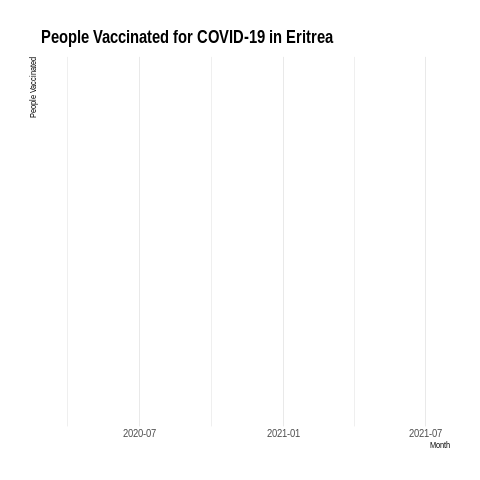 People Vaccinated for COVID-19 in Eritrea
People Vaccinated
2020-07
2021-01
2021-07
Month